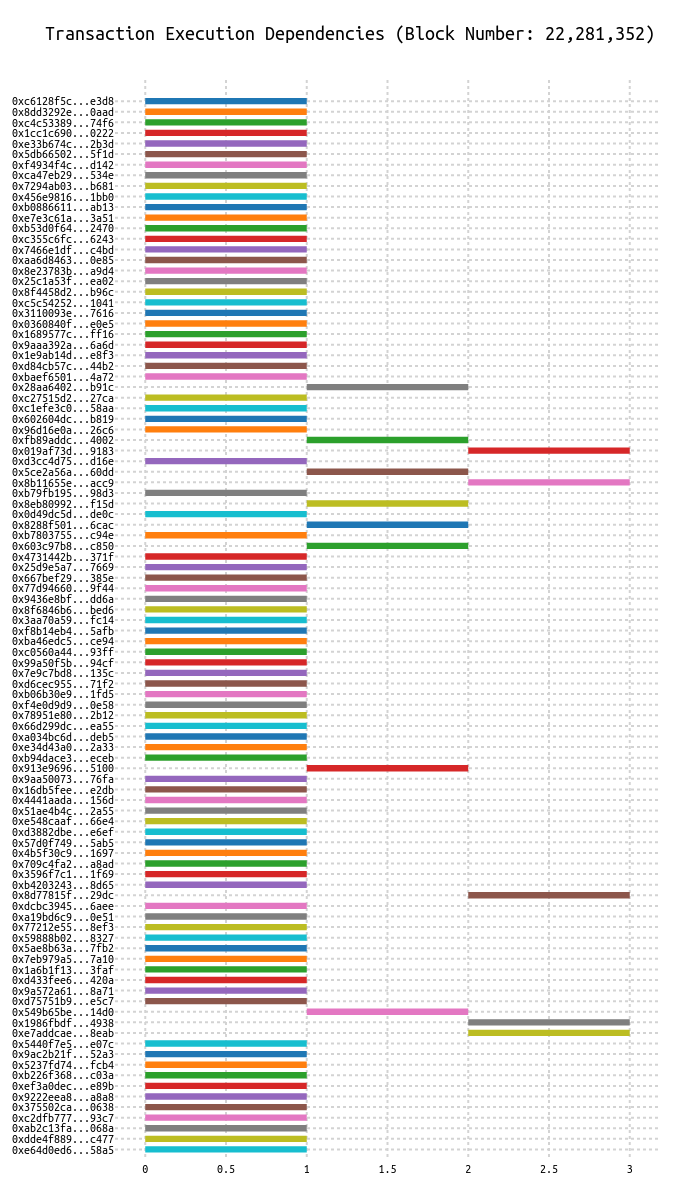 Transaction Execution Dependencies (Block Number: 22,281,352)
0xc6128f5c...e3d8
0x8dd3292e...0aad
0xc4c53389...74f6
0x1cc1c690...0222
0xe33b674c...2b3d
0x5db66502...5f1d
0xf4934f4c...d142
0xca47eb29...534e
0x7294ab03...b681
0x456e9816...1bb0
0xb0886611...ab13
0xe7e3c61a...3a51
0xb53d0f64...2470
0xc355c6fc...6243
0x7466e1df...c4bd
0xaa6d8463...0e85
0x8e23783b...a9d4
0x25c1a53f...ea02
0x8f4458d2...b96c
0xc5c54252...1041
0x3110093e...7616
0x0360840f...e0e5
0x1689577c...ff16
0x9aaa392a...6a6d
0x1e9ab14d...e8f3
0xd84cb57c...44b2
0xbaef6501...4a72
0x28aa6402...b91c
0xc27515d2...27ca
0xc1efe3c0...58aa
0x602604dc...b819
0x96d16e0a...26c6
0xfb89addc...4002
0x019af73d...9183
0xd3cc4d75...d16e
0x5ce2a56a...60dd
0x8b11655e...acc9
0xb79fb195...98d3
0x8eb80992...f15d
0x0d49dc5d...de0c
0x8288f501...6cac
0xb7803755...c94e
0x603c97b8...c850
0x4731442b...371f
0x25d9e5a7...7669
0x667bef29...385e
0x77d94660...9f44
0x9436e8bf...dd6a
0x8f6846b6...bed6
0x3aa70a59...fc14
0xf8b14eb4...5afb
0xba46edc5...ce94
0xc0560a44...93ff
0x99a50f5b...94cf
0x7e9c7bd8...135c
0xd6cec955...71f2
0xb06b30e9...1fd5
0xf4e0d9d9...0e58
0x78951e80...2b12
0x66d299dc...ea55
0xa034bc6d...deb5
0xe34d43a0...2a33
0xb94dace3...eceb
0x913e9696...5100
0x9aa50073...76fa
0x16db5fee...e2db
0x4441aada...156d
0x51ae4b4c...2a55
0xe548caaf...66e4
0xd3882dbe...e6ef
0x57d0f749...5ab5
0x4b5f30c9...1697
0x709c4fa2...a8ad
0x3596f7c1...1f69
0xb4203243...8d65
0x8d77815f...29dc
0xdcbc3945...6aee
0xa19bd6c9...0e51
0x77212e55...8ef3
0x59888b02...8327
0x5ae8b63a...7fb2
0x7eb979a5...7a10
0x1a6b1f13...3faf
0xd433fee6...420a
0x9a572a61...8a71
0xd75751b9...e5c7
0x549b65be...14d0
0x1986fbdf...4938
0xe7addcae...8eab
0x5440f7e5...e07c
0x9ac2b21f...52a3
0x5237fd74...fcb4
0xb226f368...c03a
0xef3a0dec...e89b
0x9222eea8...a8a8
0x375502ca...0638
0xc2dfb777...93c7
0xab2c13fa...068a
0xdde4f889...c477
0xe64d0ed6...58a5
0 0.5 1 1.5 2 2.5 3